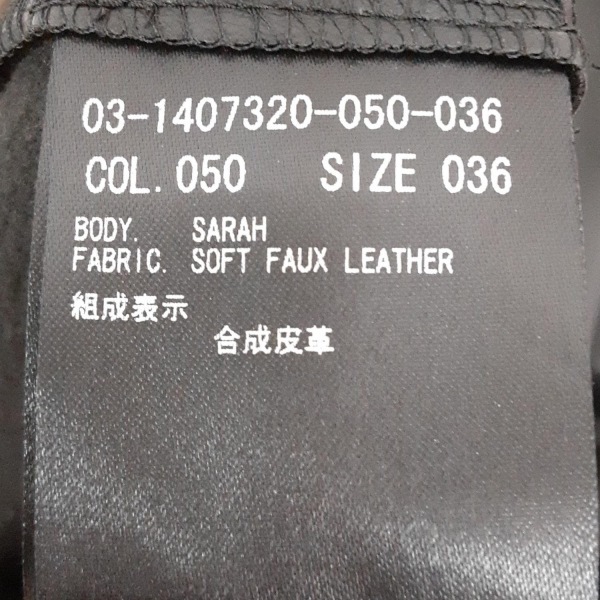 03-1407320-050-036
COL. 050 SIZE 036
BODY. SARAH
FABRIC. SOFT FAUX LEATHER
組成表示
合成皮革